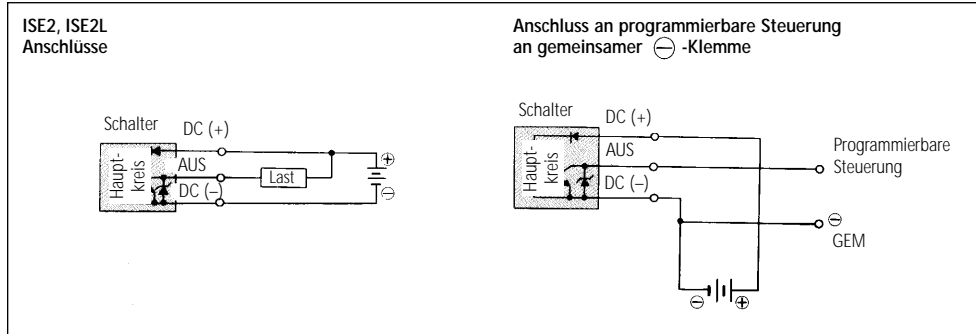 ISE2, ISE2L
Anschlüsse
Schalter
DC (+)
AUS
DC (–)
Haupt-
kreis
Last
⊕
⊖
Anschluss an programmierbare Steuerung
an gemeinsamer ⊖ -Klemme
Schalter
DC (+)
AUS
DC (–)
Haupt-
kreis
Programmierbare
Steuerung
⊖
GEM
⊖
⊕